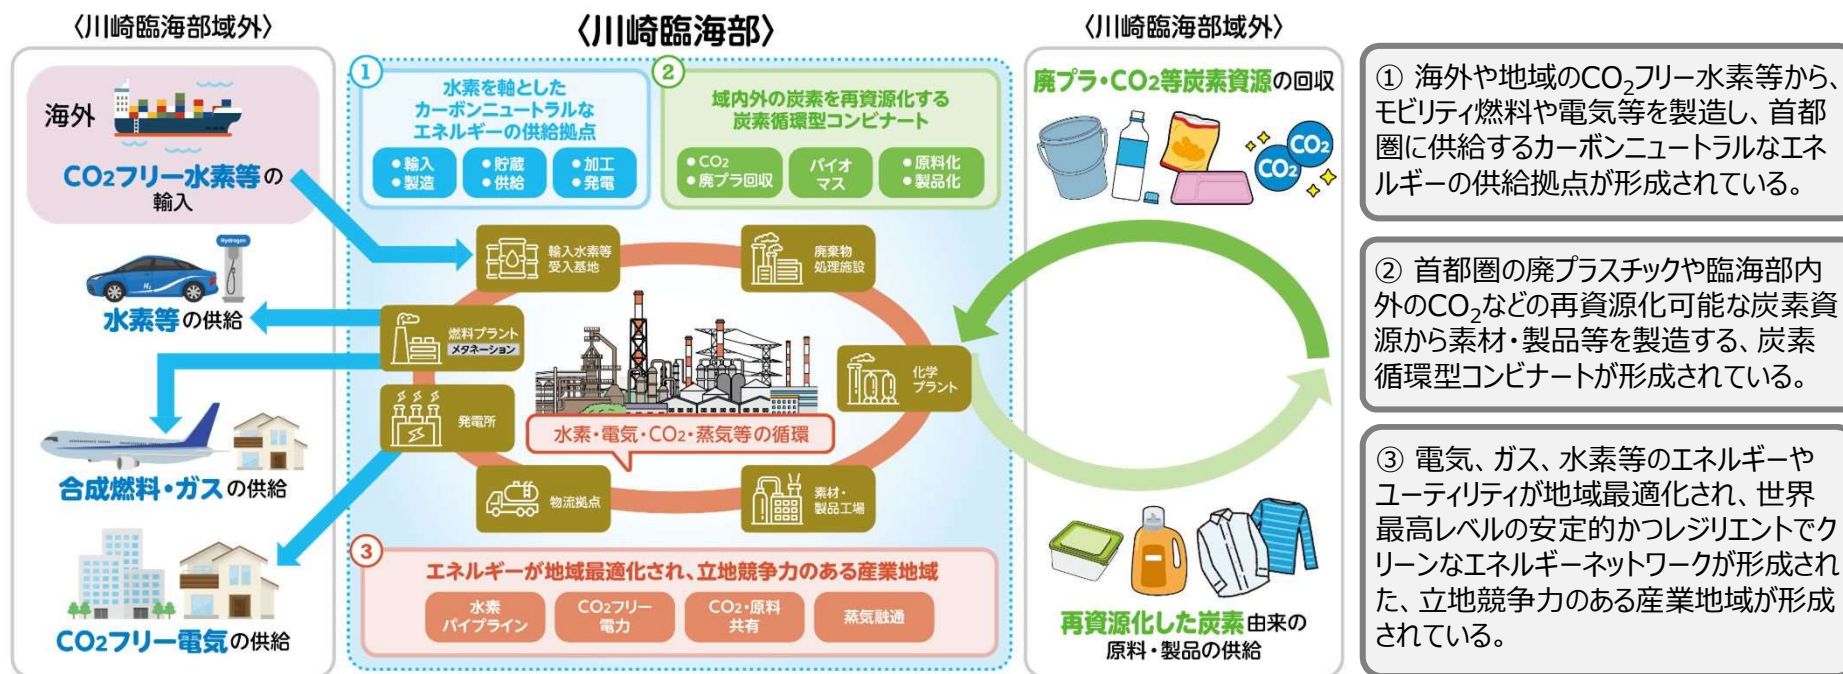 〈川崎臨海部域外〉
海外
CO2フリー水素等の
輸入
Hydrogen
H2
水素等の供給
合成燃料・ガスの供給
CO2フリー電気の供給
〈川崎臨海部〉
①
水素を軸とした
カーボンニュートラルな
エネルギーの供給拠点
●輸入
●製造
●貯蔵
●供給
●加工
●発電
②
域内外の炭素を再資源化する
炭素循環型コンビナート
●CO2
●廃プラ回収
バイオ
マス
●原料化
●製品化
輸入水素等
受入基地
廃棄物
処理施設
燃料プラント
メタネーション
化学
プラント
発電所
水素・電気・CO2・蒸気等の循環
物流拠点
素材・
製品工場
③
エネルギーが地域最適化され、立地競争力のある産業地域
水素
パイプライン
CO2フリー
電力
CO2・原料
共有
蒸気融通
〈川崎臨海部域外〉
廃プラ・CO2等炭素資源の回収
CO2
CO2
再資源化した炭素由来の
原料・製品の供給
① 海外や地域のCO2フリー水素等から、
モビリティ燃料や電気等を製造し、首都
圏に供給するカーボンニュートラルなエネ
ルギーの供給拠点が形成されている。
② 首都圏の廃プラスチックや臨海部内
外のCO2などの再資源化可能な炭素資
源から素材・製品等を製造する、炭素
循環型コンビナートが形成されている。
③ 電気、ガス、水素等のエネルギーや
ユーティリティが地域最適化され、世界
最高レベルの安定的かつレジリエントでク
リーンなエネルギーネットワークが形成され
た、立地競争力のある産業地域が形成
されている。